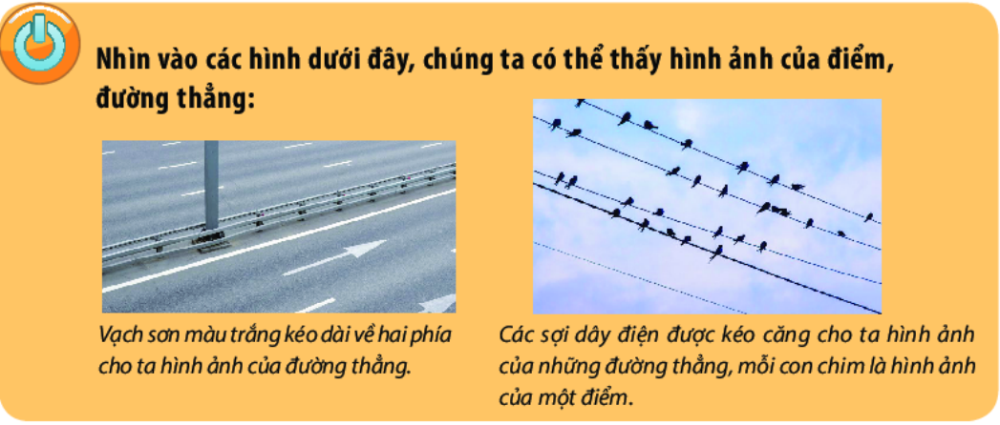 Nhìn vào các hình dưới đây, chúng ta có thể thấy hình ảnh của điểm,
đường thẳng:
Vạch sơn màu trắng kéo dài về hai phía
cho ta hình ảnh của đường thẳng.
Các sợi dây điện được kéo căng cho ta hình ảnh
của những đường thẳng, mỗi con chim là hình ảnh
của một điểm.